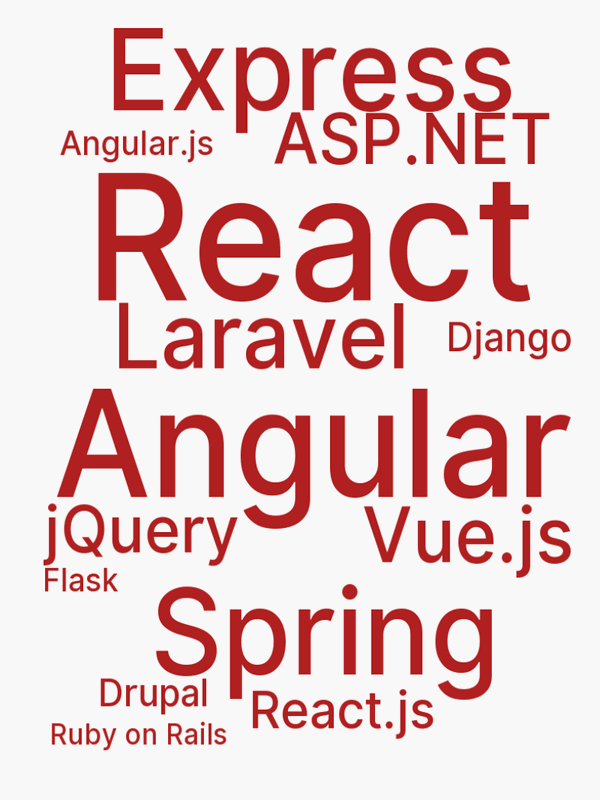 Express
Angular.js
ASP.NET
React
Laravel
Django
Angular
jQuery
Vue.js
Flask
Spring
Drupal
React.js
Ruby on Rails